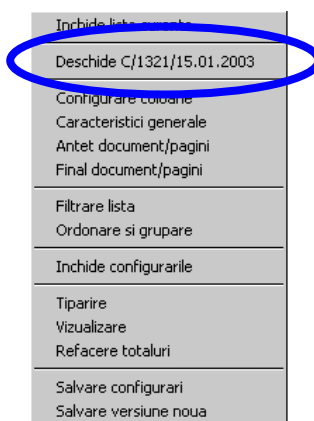 Inchide lista curenta
Deschide C/1321/15.01.2003
Configurare coloane
Caracteristici generale
Antet document/pagini
Final document/pagini
Filtrare lista
Ordonare si grupare
Inchide configurarile
Tiparire
Vizualizare
Refacere totaluri
Salvare configurari
Salvare versiune noua